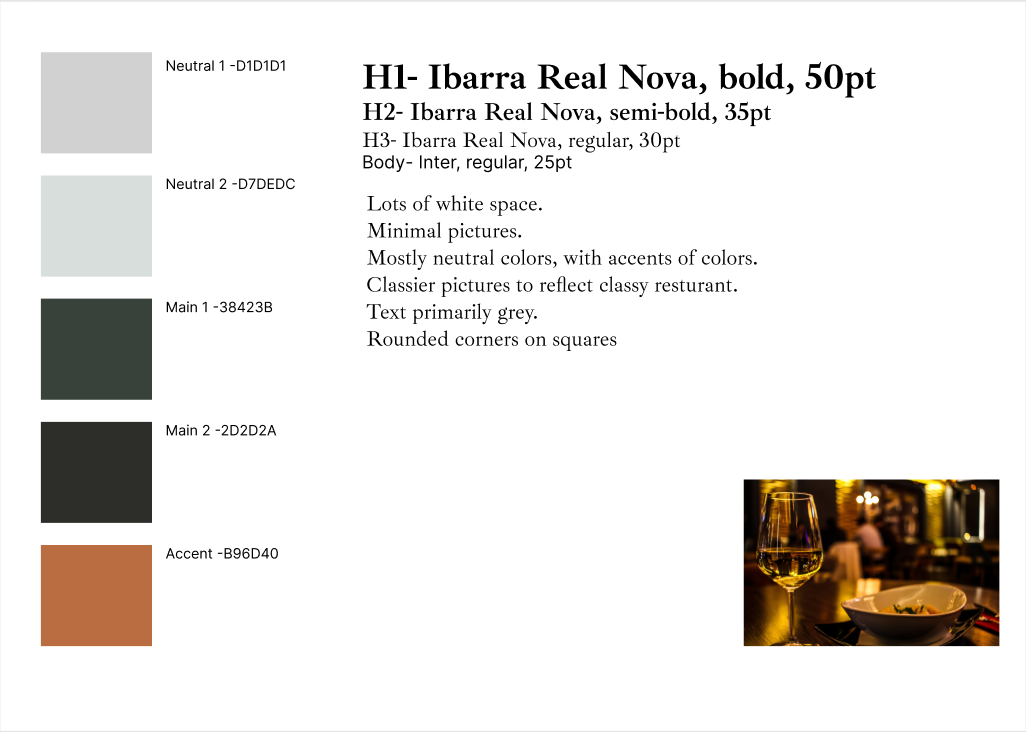 Neutral 1 -D1D1D1
Neutral 2 -D7DEDC
Main 1 -38423B
Main 2 -2D2D2A
Accent -B96D40
H1- Ibarra Real Nova, bold, 50pt
H2- Ibarra Real Nova, semi-bold, 35pt
H3- Ibarra Real Nova, regular, 30pt
Body- Inter, regular, 25pt
Lots of white space.
Minimal pictures.
Mostly neutral colors, with accents of colors.
Classier pictures to reflect classy resturant.
Text primarily grey.
Rounded corners on squares